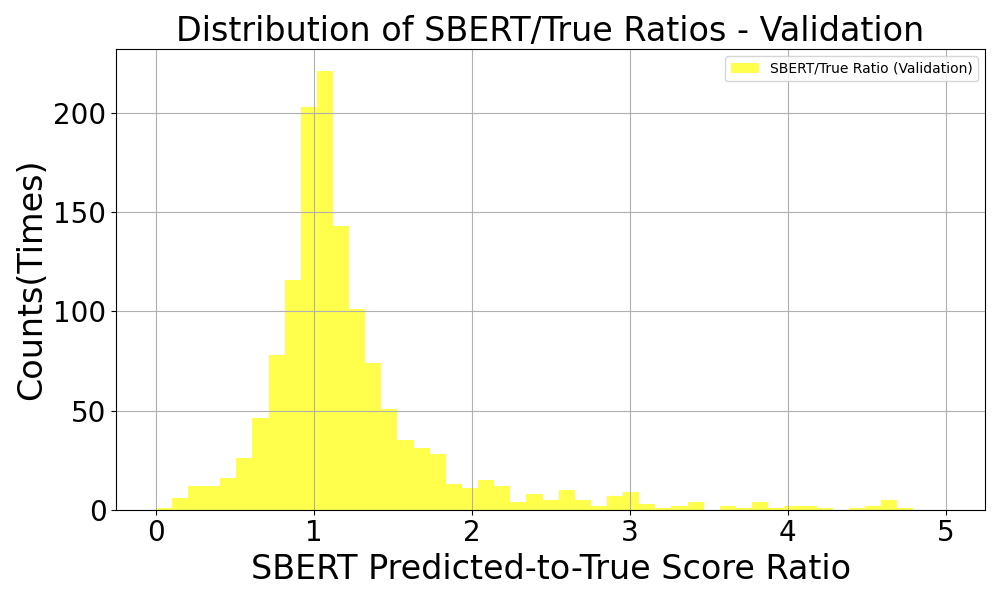 Distribution of SBERT/True Ratios - Validation
SBERT/True Ratio (Validation)
Counts(Times)
200
150
100
50
0
0 1 2 3 4 5
SBERT Predicted-to-True Score Ratio